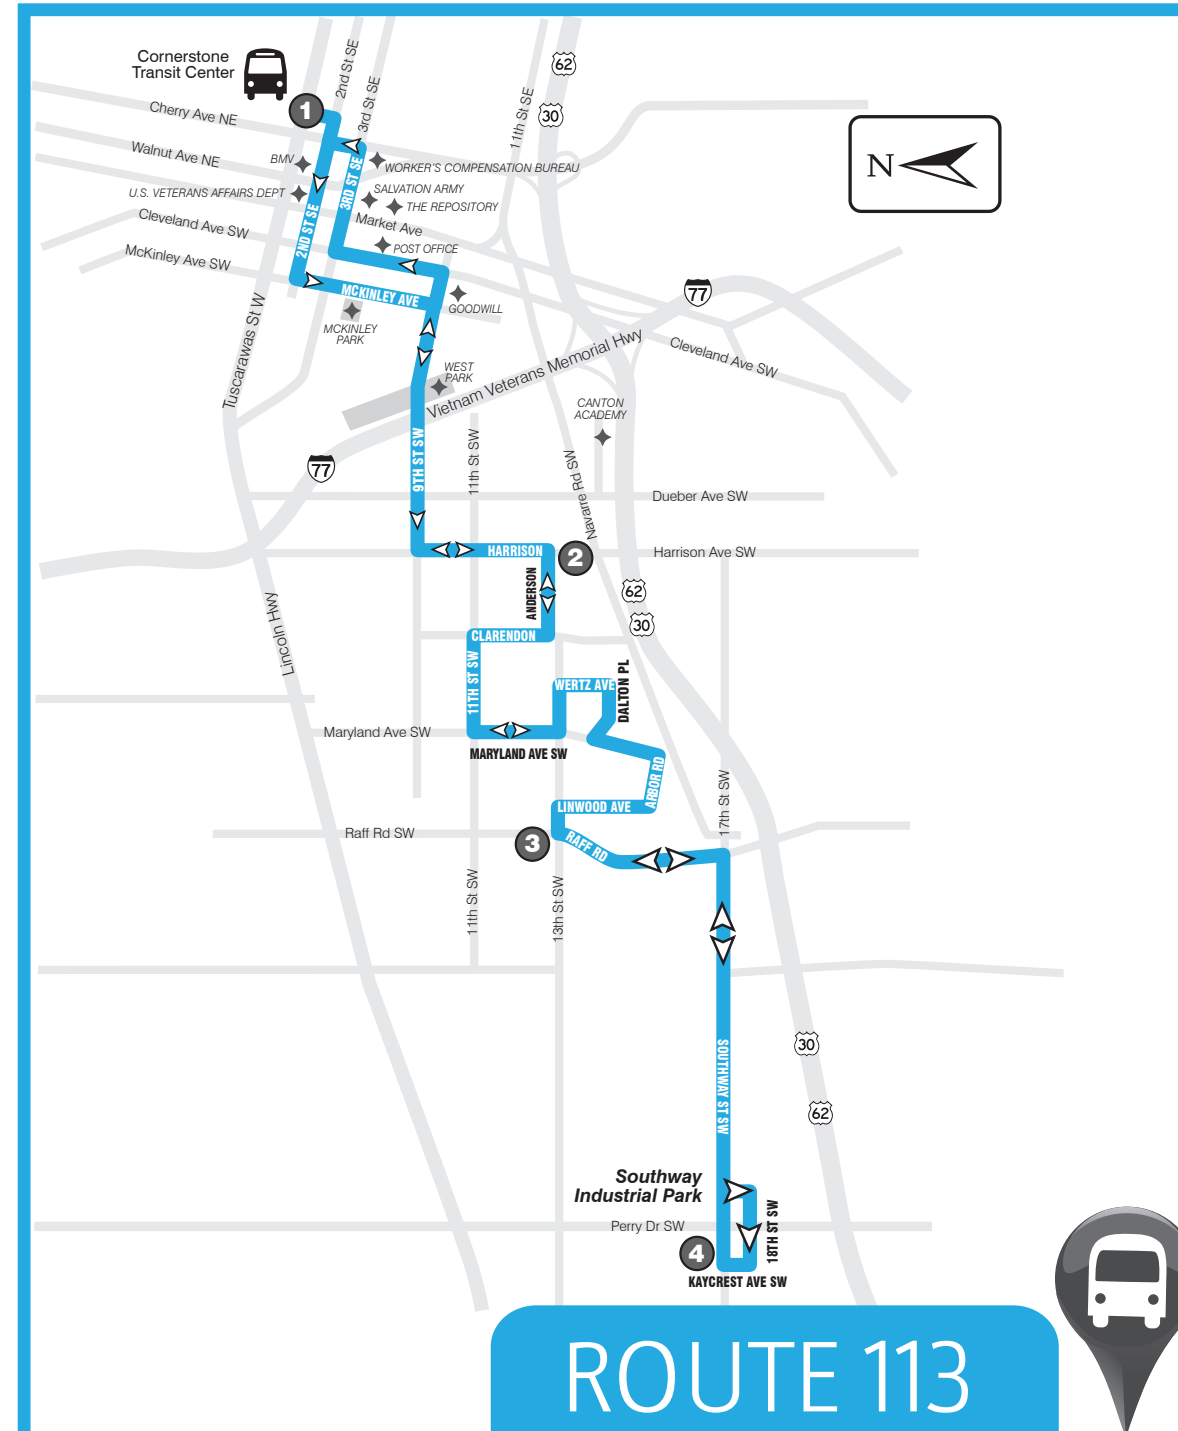 Cornerstone
Transit Center
1
Cherry Ave NE
2nd St SE
3rd St SE
11th St SE
62
30
N
Walnut Ave NE
BMV
WORKER'S COMPENSATION BUREAU
U.S. VETERANS AFFAIRS DEPT
3RD ST SE
SALVATION ARMY
THE REPOSITORY
Cleveland Ave SW
Market Ave
2ND ST SE
POST OFFICE
McKinley Ave SW
MCKINLEY AVE
GOODWILL
77
MCKINLEY
PARK
Tuscarawas St W
Vietnam Veterans Memorial Hwy
Cleveland Ave SW
WEST
PARK
CANTON
ACADEMY
77
9TH ST SW
11th St SW
Navarre Rd SW
Dueber Ave SW
HARRISON
2
Harrison Ave SW
ANDERSON
62
30
Lincoln Hwy
CLARENDON
11TH ST SW
WERTZ AVE
DALTON PL
Maryland Ave SW
MARYLAND AVE SW
ARBOR RD
17th St SW
LINWOOD AVE
Raff Rd SW
3
RAFF RD
11th St SW
13th St SW
SOUTHWAY ST SW
30
62
Southway
Industrial Park
Perry Dr SW
18TH ST SW
4
KAYCREST AVE SW
ROUTE 113